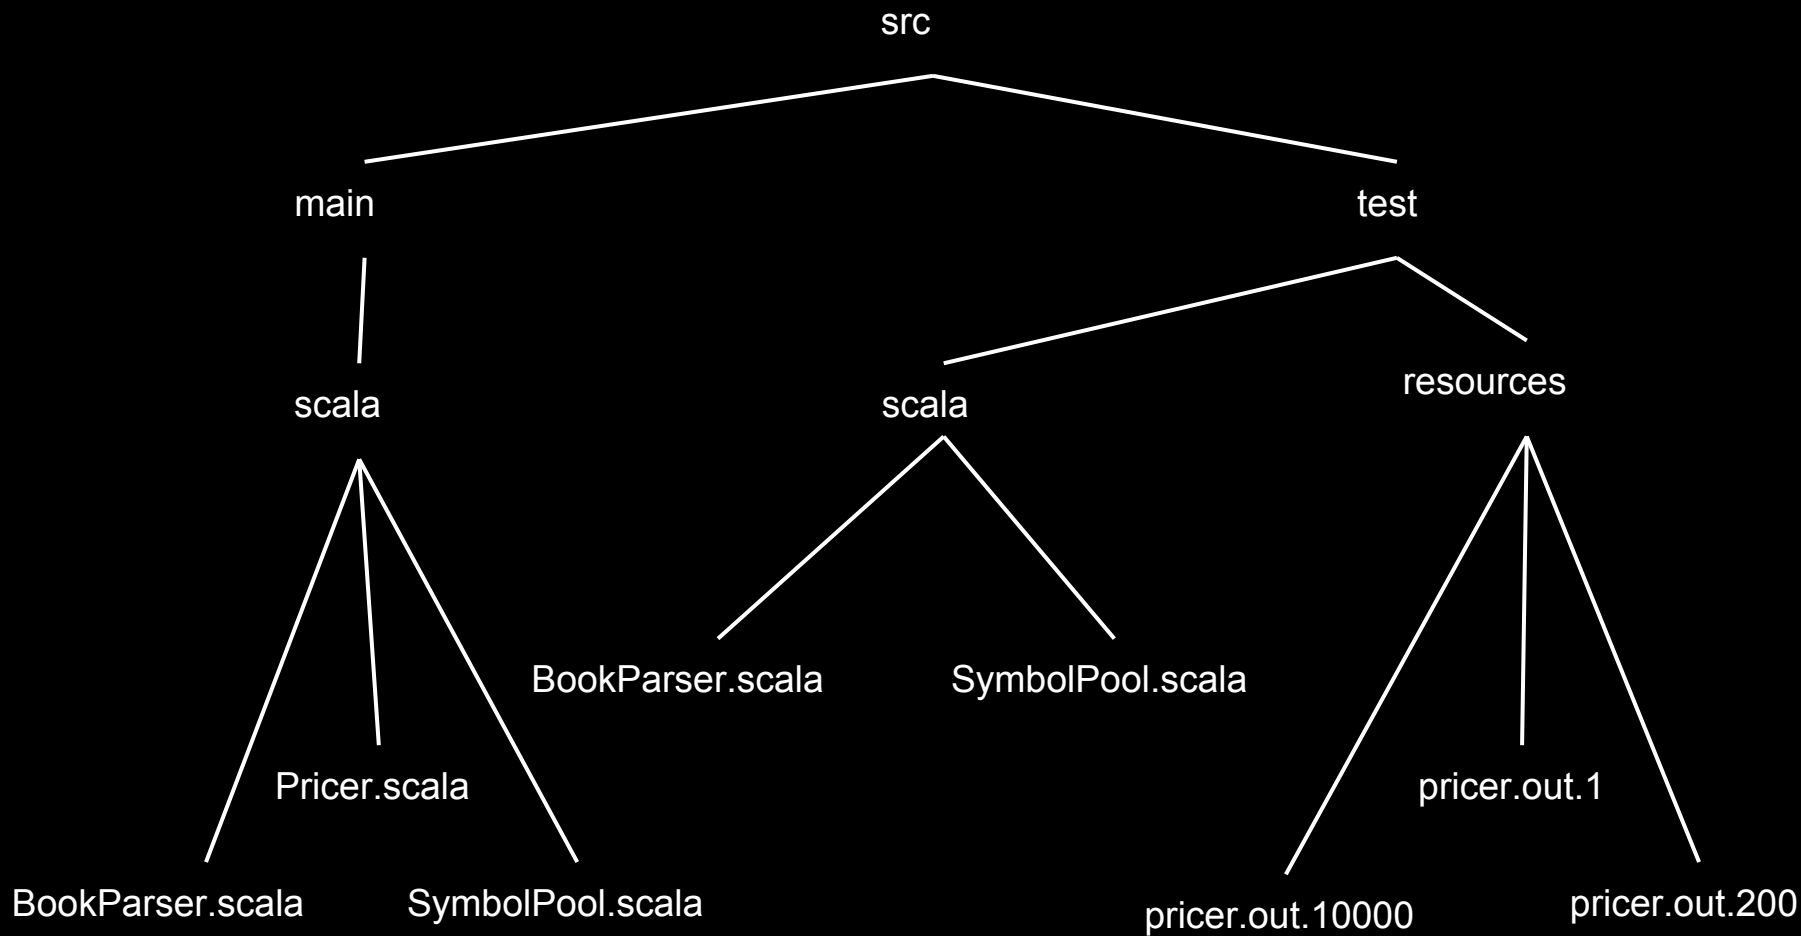 src
main
test
scala
scala
resources
BookParser.scala
SymbolPool.scala
Pricer.scala
pricer.out.1
BookParser.scala
SymbolPool.scala
pricer.out.10000
pricer.out.200